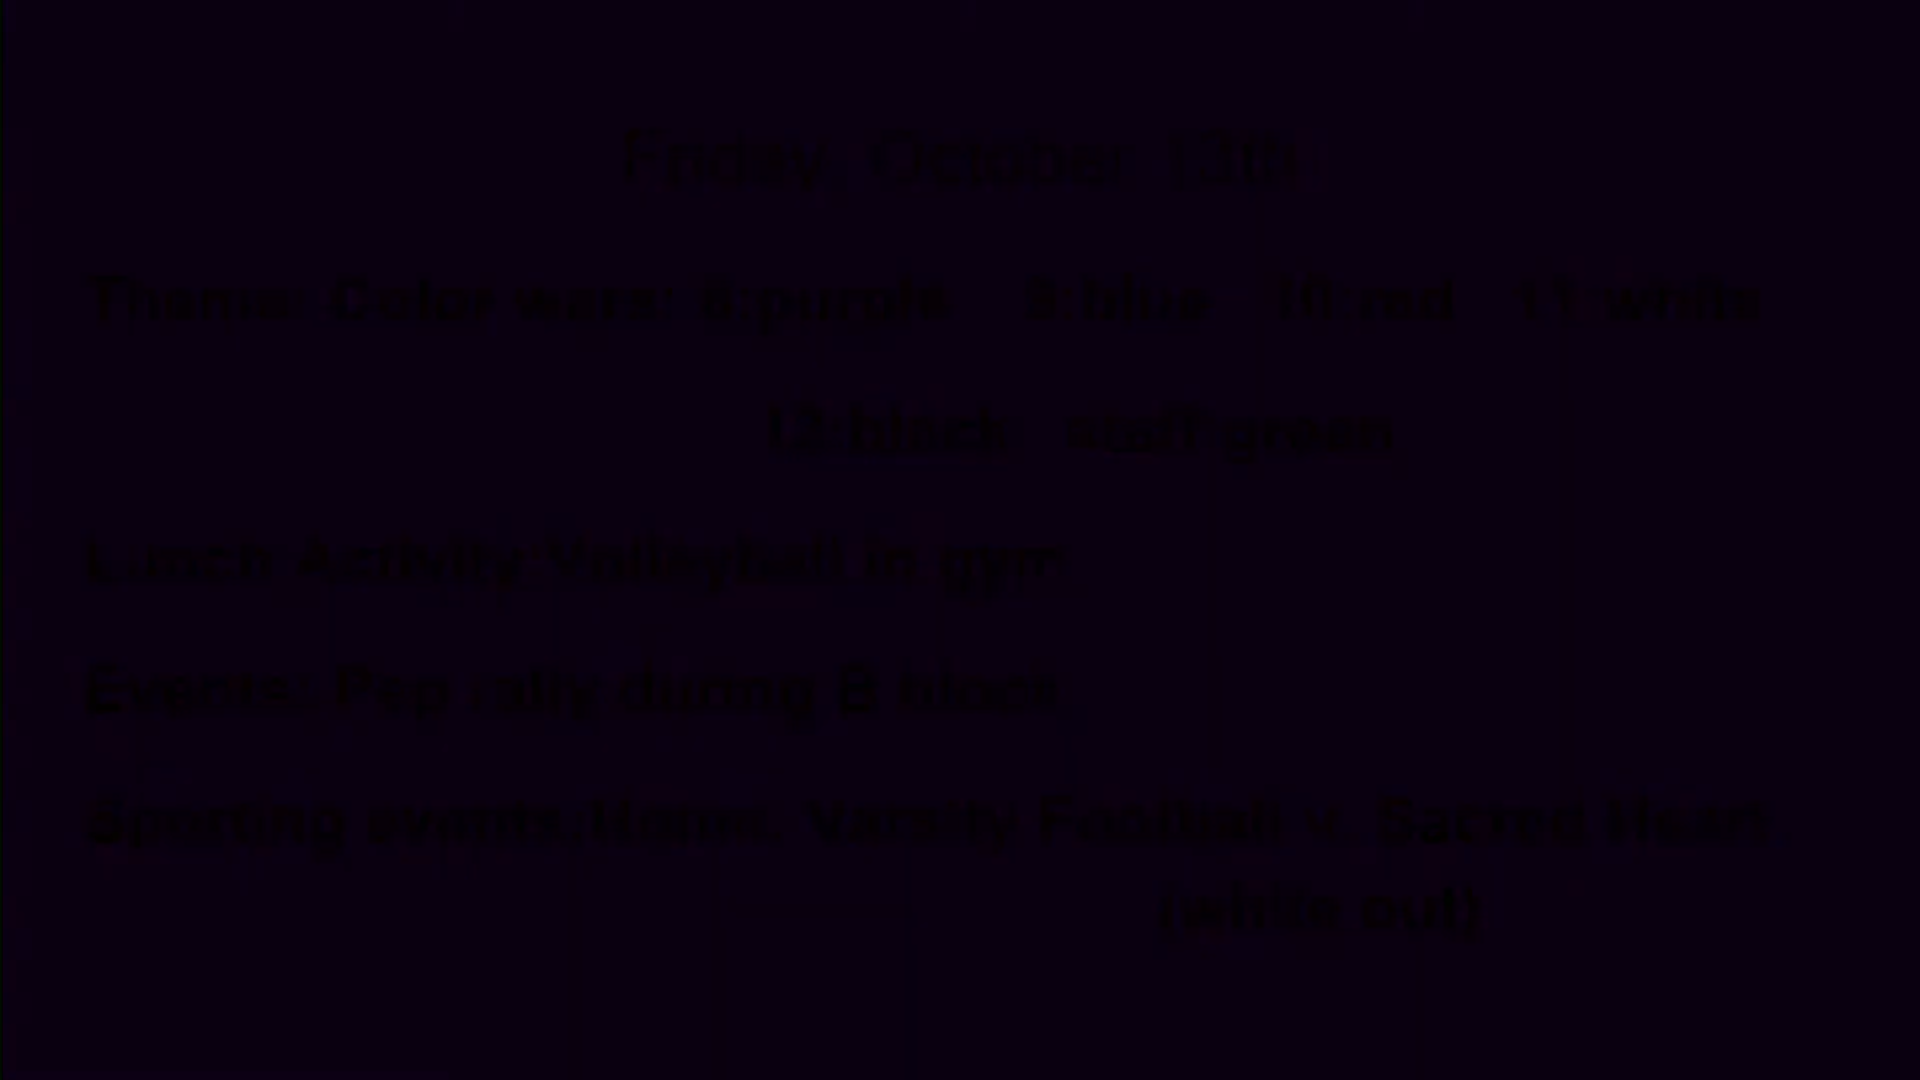 Friday, October 13th
Theme: Color wars: 8:purple 9:blue 10:red 11:white
12:black staff:green
Lunch Activity:Volleyball in gym
Events: Pep rally during B block
Sporting events:Home: Varsity Football v. Sacred Heart
(white out)